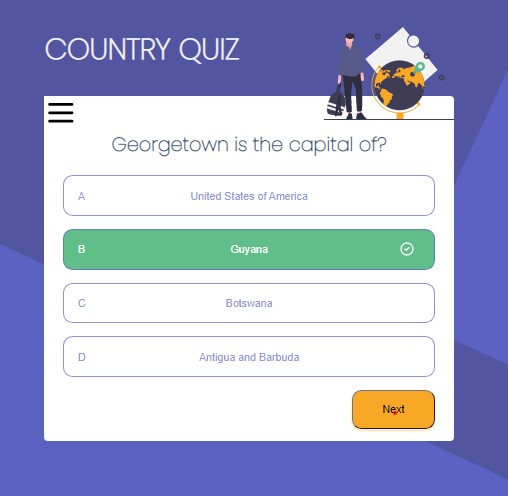 COUNTRY QUIZ
Georgetown is the capital of?
A United States of America
B Guyana
C Botswana
D Antigua and Barbuda
Next